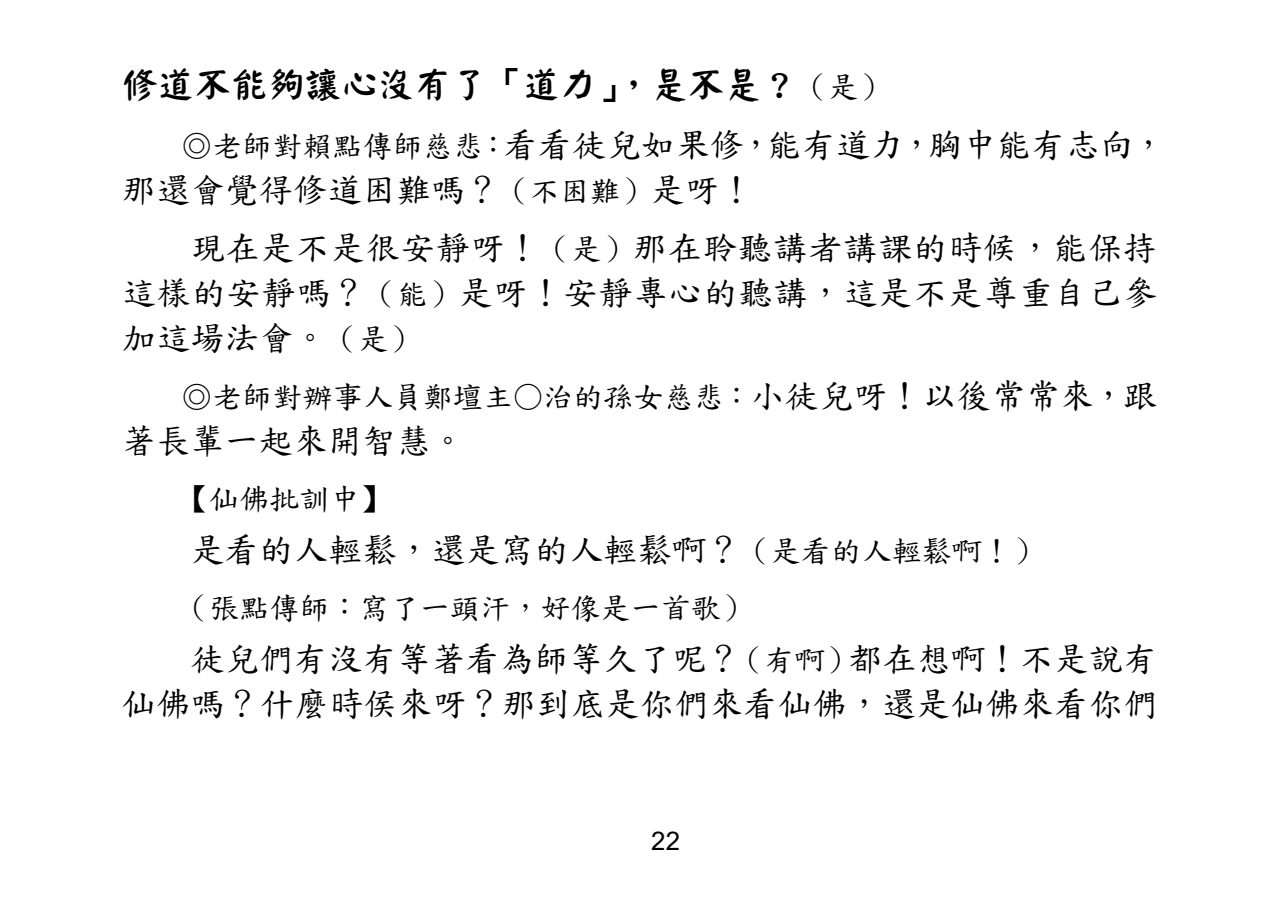 修道不能夠讓心沒有了「道力」，是不是？（是）
◎老師對賴點傳師慈悲：看看徒兒如果修，能有道力，胸中能有志向，
那還會覺得修道困難嗎？（不困難）是呀！
現在是不是很安靜呀！（是）那在聆聽講者講課的時候，能保持
這樣的安靜嗎？（能）是呀！安靜專心的聽講，這是不是尊重自己參
加這場法會。（是）
◎老師對辦事人員鄭壇主○治的孫女慈悲：小徒兒呀！以後常常來，跟
著長輩一起來開智慧。
【仙佛批訓中】
是看的人輕鬆，還是寫的人輕鬆啊？（是看的人輕鬆啊！）
（張點傳師：寫了一頭汗，好像是一首歌）
徒兒們有沒有等著看為師等久了呢？（有啊）都在想啊！不是說有
仙佛嗎？什麼時侯來呀？那到底是你們來看仙佛，還是仙佛來看你們
22